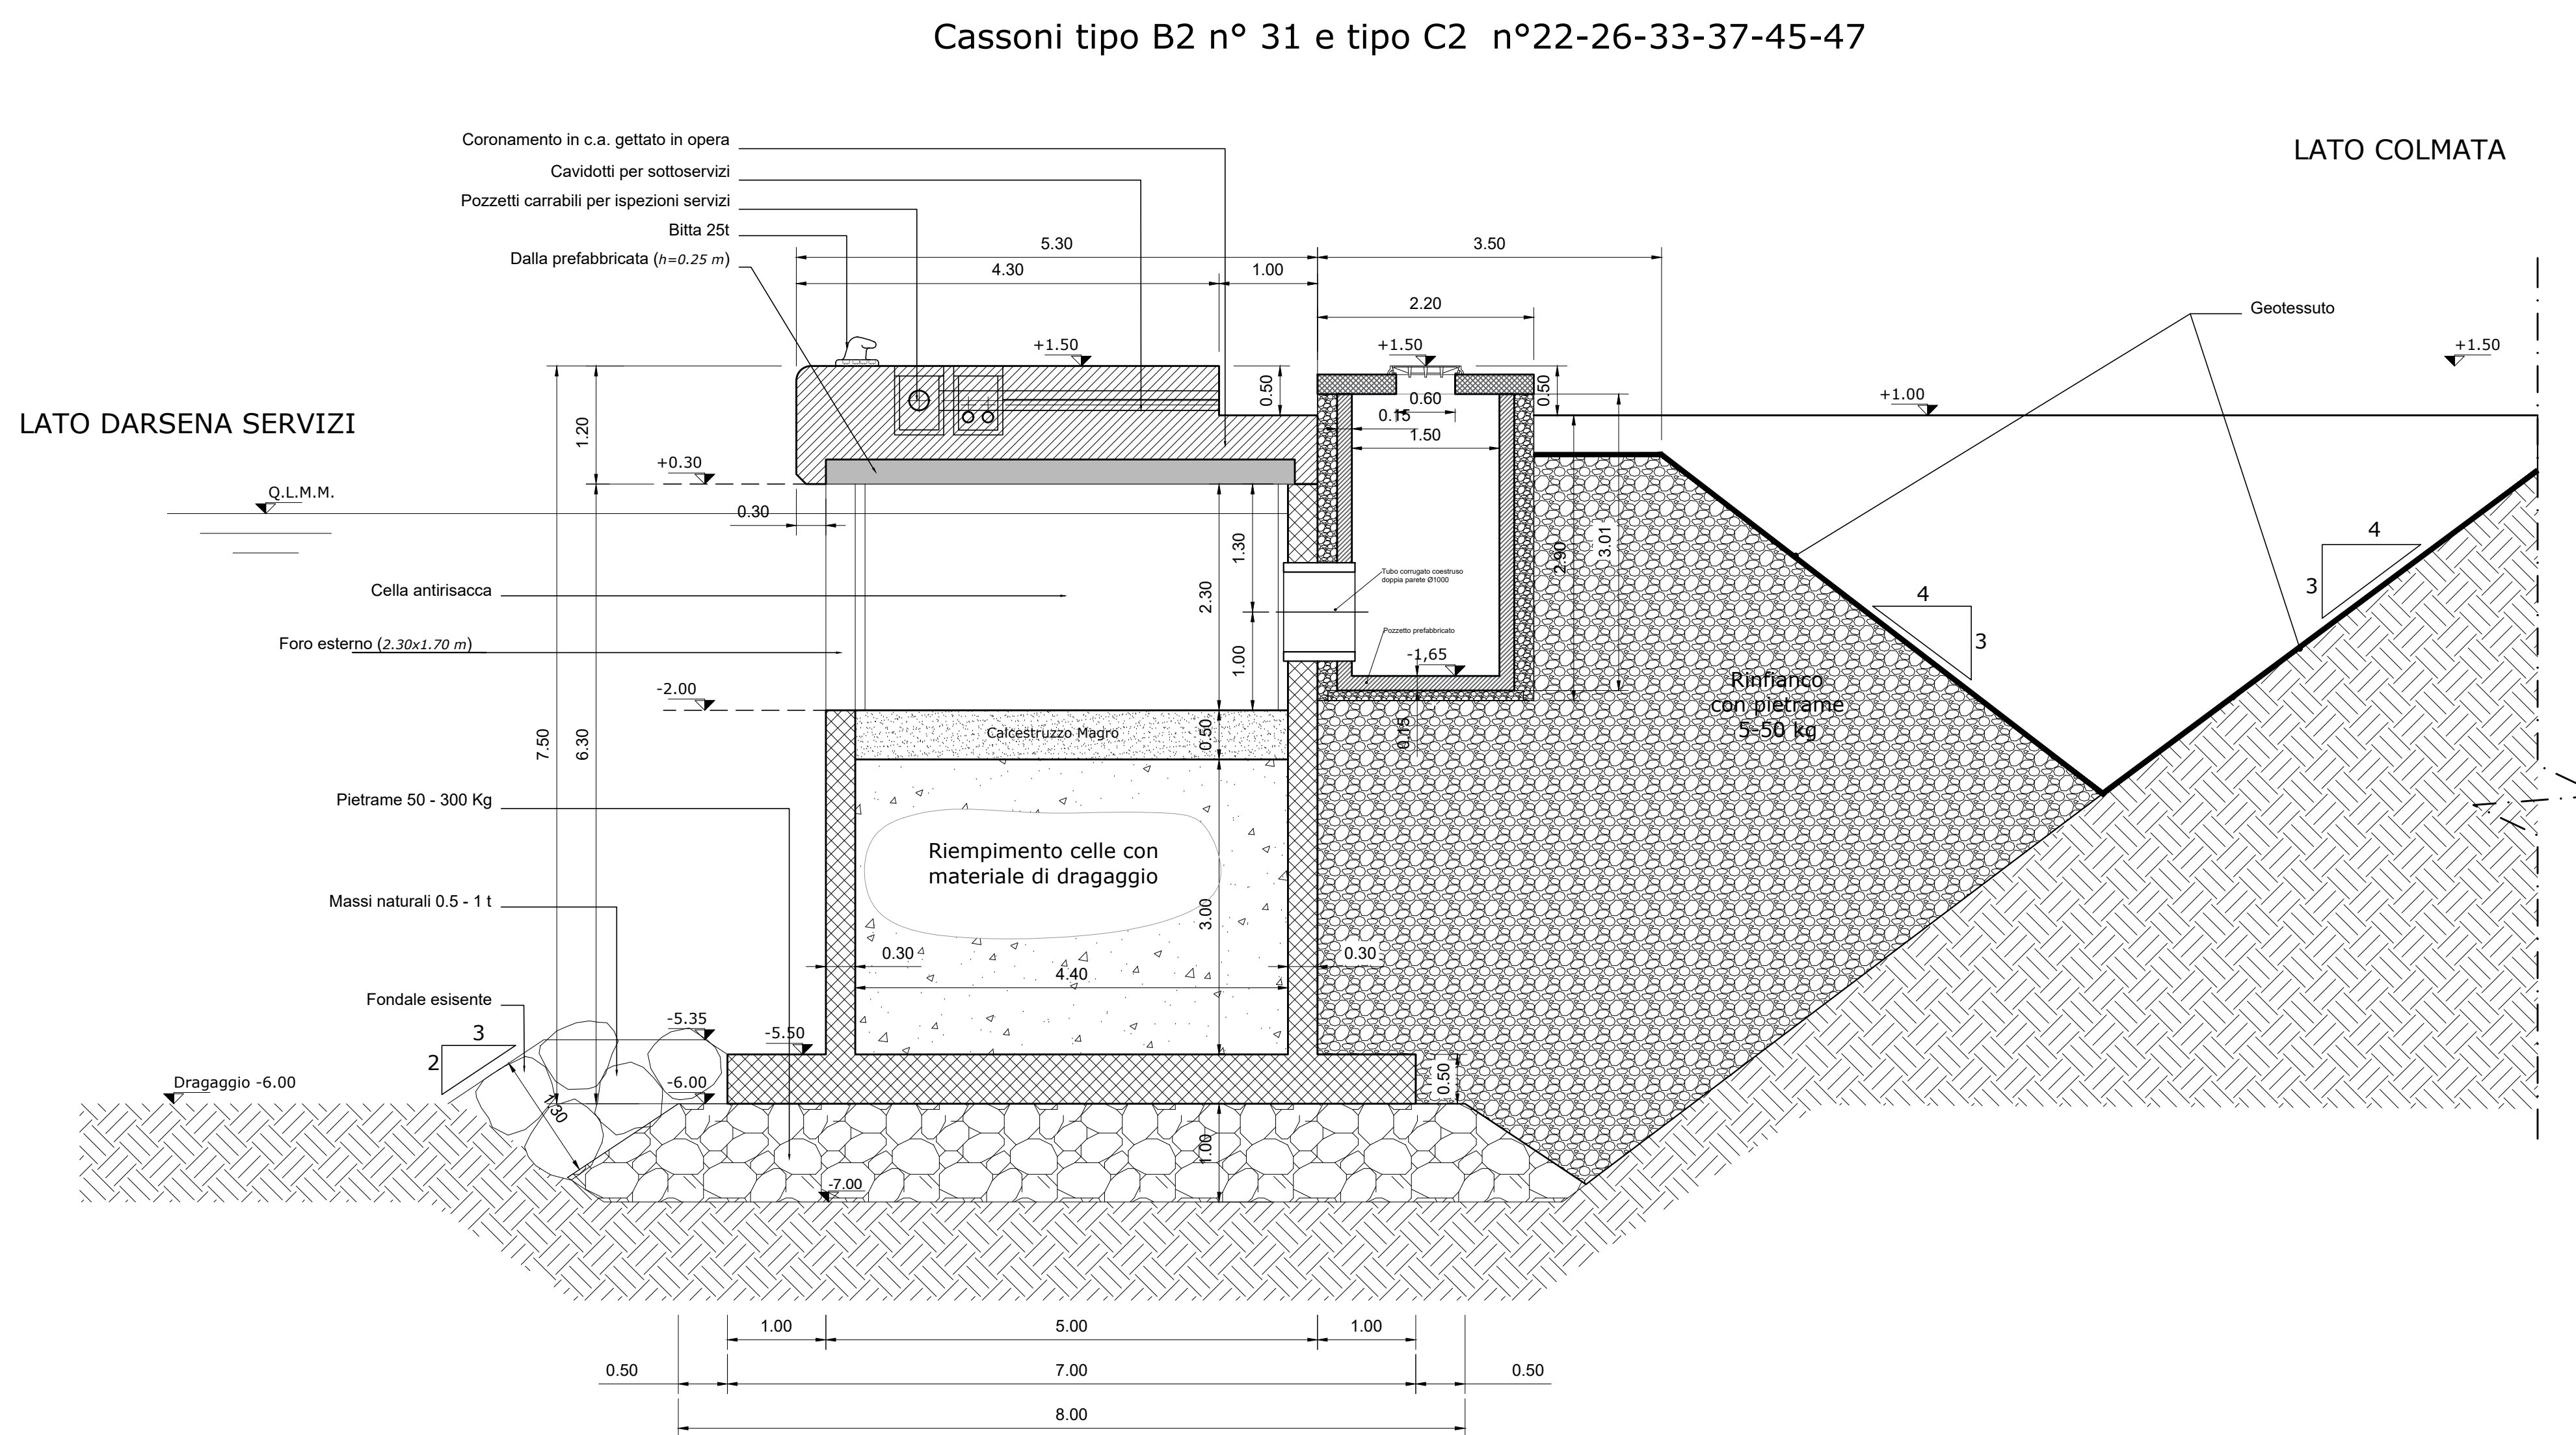 Cassoni tipo B2 n° 31 e tipo C2 n°22-26-33-37-45-47
LATO COLMATA
LATO DARSENA SERVIZI
Coronamento in c.a. gettato in opera
Cavidotti per sottoservizi
Pozzetti carrabili per ispezioni servizi
Bitta 25t
Dalla prefabbricata (h=0.25 m)
5.30
3.50
4.30
1.00
2.20
Geotessuto
+1.50
+1.50
+1.50
+1.00
0.50
0.50
0.60
0.15
1.50
1.20
+0.30
Q.L.M.M.
0.30
1.30
2.30
1.00
2.90
3.01
4
3
4
3
Tubo corrugato coestruso
doppia parete Ø1000
Pozzetto prefabbricato
-1,65
0.15
Cella antirisacca
Foro esterno (2.30x1.70 m)
-2.00
Rinfianco
con pietrame
5-50 kg
7.50
6.30
Calcestruzzo Magro
0.50
Pietrame 50 - 300 Kg
Riempimento celle con
materiale di dragaggio
3.00
Massi naturali 0.5 - 1 t
0.30
4.40
0.30
Fondale esisente
3
2
-5.35
-5.50
Dragaggio -6.00
-6.00
0.50
1.30
1.00
-7.00
1.00
5.00
1.00
0.50
7.00
0.50
8.00